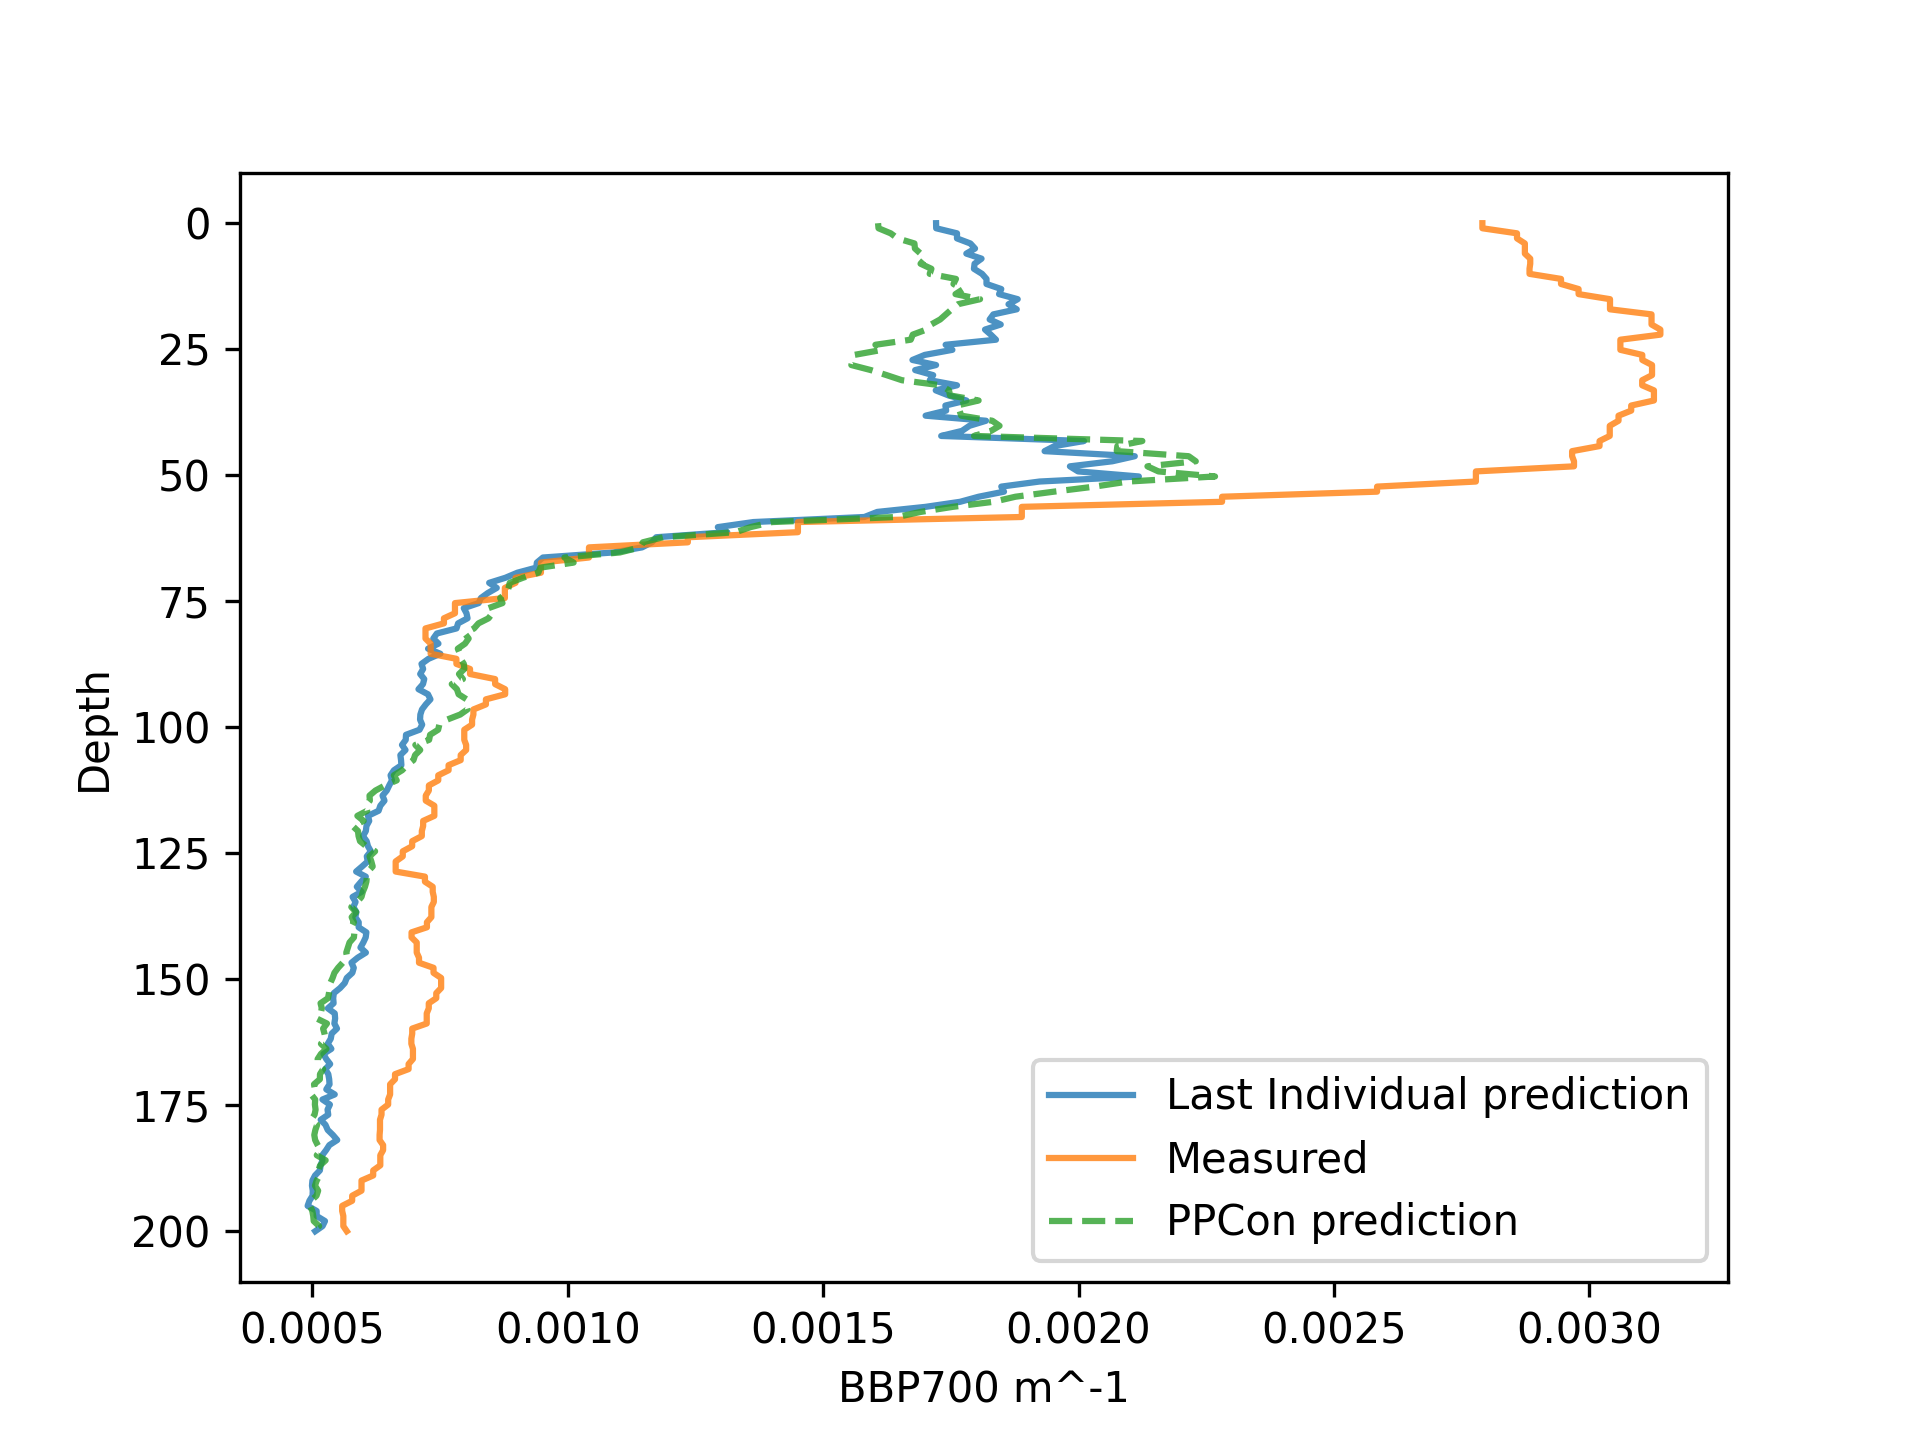 0
25
50
75
100
125
150
175
200
Depth
Last Individual prediction
Measured
PPCon prediction
0.0005 0.0010 0.0015 0.0020 0.0025 0.0030
BBP700 m^-1